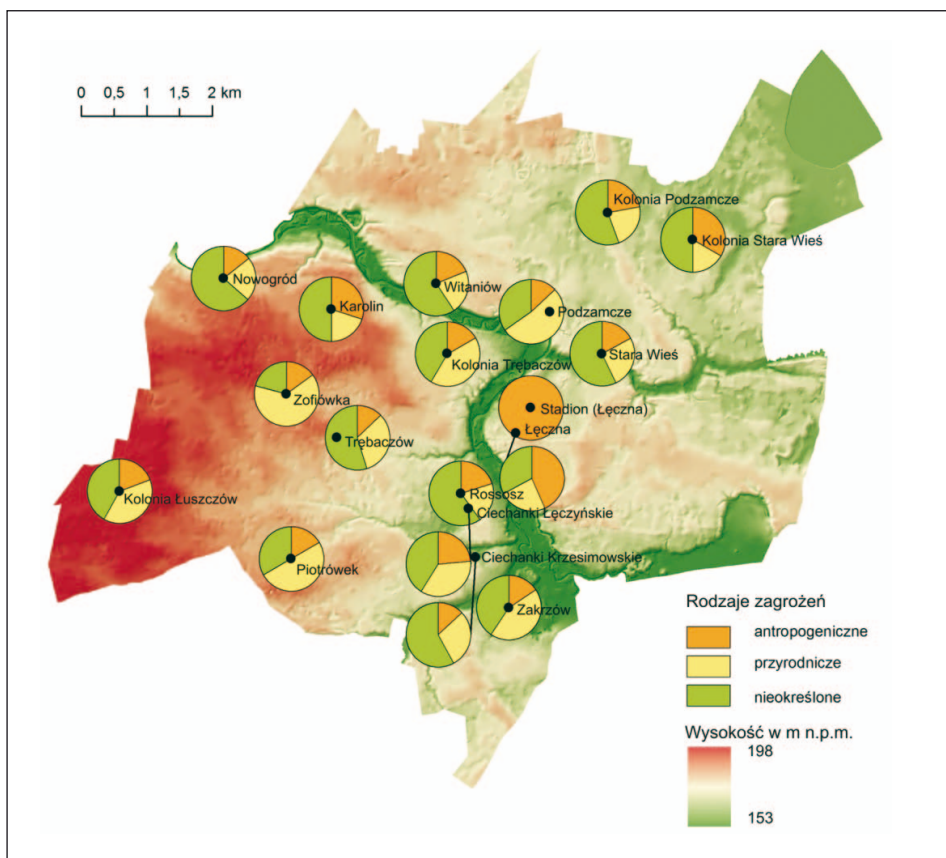 0 0,5 1 1,5 2 km
Kolonia Podzamcze
Kolonia Stara Wieś
Nowogród
Witaniów
Karolin
Podzamcze
Kolonia Trębaczów
Stara Wieś
Zofiówka
Stadion (Łęczna)
Łęczna
Trębaczów
Kolonia Łuszczów
Rossosz
Ciechanki Łęczyńskie
Piotrówek
Ciechanki Krzesimowskie
Zakrzów
Rodzaje zagrożeń
antropogeniczne
przyrodnicze
nieokreślone
Wysokość w m n.p.m.
198
153